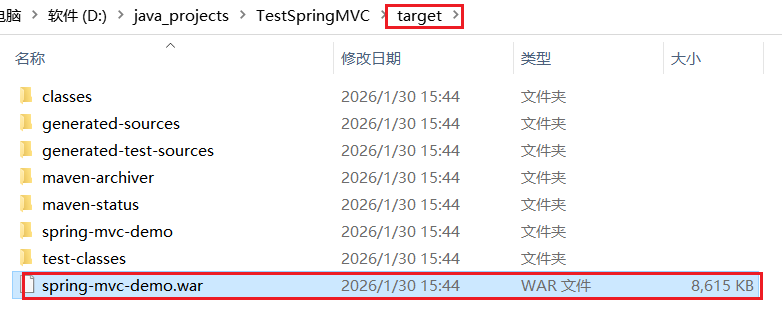 电脑 > 软件 (D:) > java_projects > TestSpringMVC > target >
名称 修改日期 类型 大小
classes 2026/1/30 15:44 文件夹
generated-sources 2026/1/30 15:44 文件夹
generated-test-sources 2026/1/30 15:44 文件夹
maven-archiver 2026/1/30 15:44 文件夹
maven-status 2026/1/30 15:44 文件夹
spring-mvc-demo 2026/1/30 15:44 文件夹
test-classes 2026/1/30 15:44 文件夹
spring-mvc-demo.war 2026/1/30 15:44 WAR 文件 8,615 KB